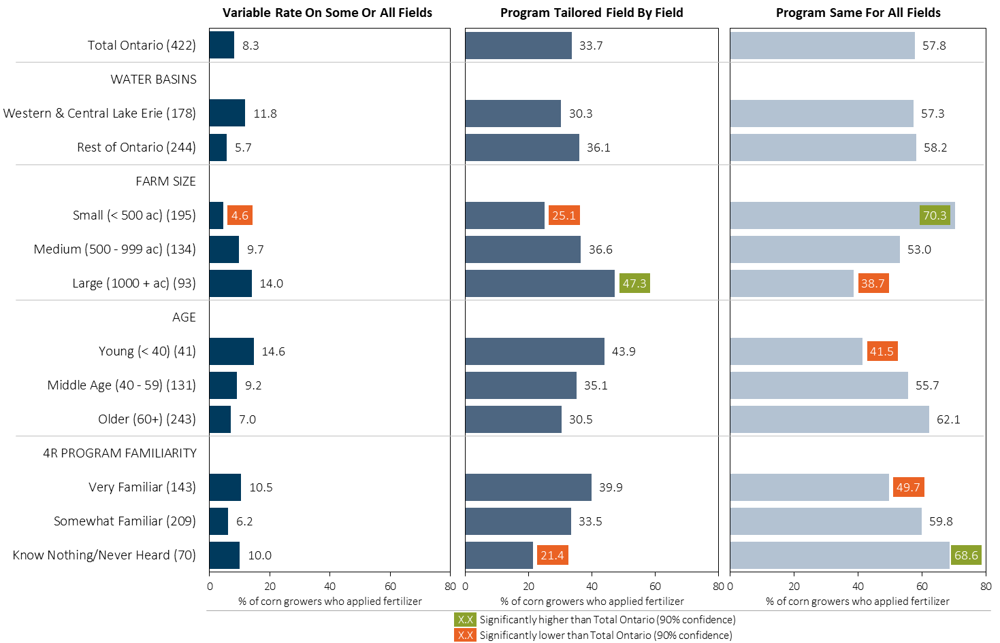 Variable Rate On Some Or All Fields Program Tailored Field By Field Program Same For All Fields
Total Ontario (422) 8.3 33.7 57.8
WATER BASINS
Western & Central Lake Erie (178) 11.8 30.3 57.3
Rest of Ontario (244) 5.7 36.1 58.2
FARM SIZE
Small (< 500 ac) (195) 4.6 25.1 70.3
Medium (500 - 999 ac) (134) 9.7 36.6 53.0
Large (1000 + ac) (93) 14.0 47.3 38.7
AGE
Young (< 40) (41) 14.6 43.9 41.5
Middle Age (40 - 59) (131) 9.2 35.1 55.7
Older (60+) (243) 7.0 30.5 62.1
4R PROGRAM FAMILIARITY
Very Familiar (143) 10.5 39.9 49.7
Somewhat Familiar (209) 6.2 33.5 59.8
Know Nothing/Never Heard (70) 10.0 21.4 68.6
0 20 40 60 80 0 20 40 60 80 0 20 40 60 80
% of corn growers who applied fertilizer % of corn growers who applied fertilizer % of corn growers who applied fertilizer
X.X Significantly higher than Total Ontario (90% confidence)
X.X Significantly lower than Total Ontario (90% confidence)